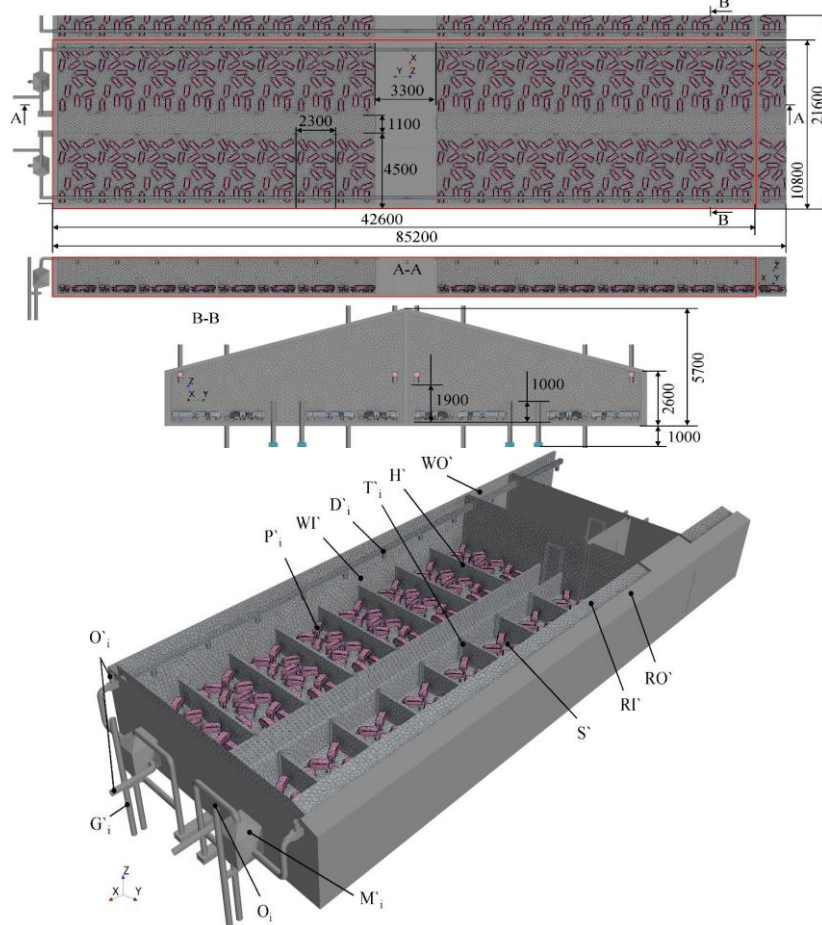 B
X
Y
Z
3300
A
A
2300
1100
4500
21600
10800
B
42600
85200
A-A
Z
X
Y
B-B
Z
X
Y
1900
1000
2600
5700
1000
WO`
H`
T`i
D`i
WI`
P`i
O`i
RO`
RI`
S`
G`i
Z
X
Y
Oi
M`i